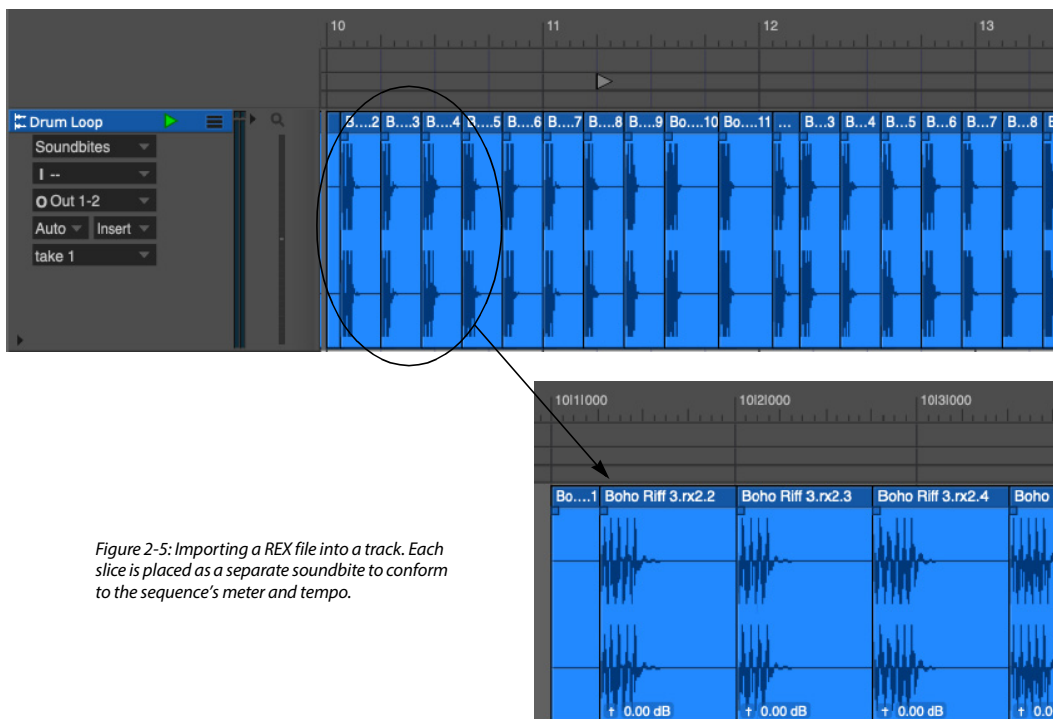 10 11 12 13
Drum Loop
B....2 B....3 B....4 B....5 B....6 B....7 B....8 B....9 Bo....10 Bo....11 ... B...3 B...4 B...5 B...6 B...7 B...8
Soundbites
I --
O Out 1-2
Auto Insert
take 1
10|1|000 10|2|000 10|3|000
Bo....1 Boho Riff 3.rx2.2 Boho Riff 3.rx2.3 Boho Riff 3.rx2.4 Boho
Figure 2-5: Importing a REX file into a track. Each
slice is placed as a separate soundbite to conform
to the sequence’s meter and tempo.
0.00 dB 0.00 dB 0.00 dB 0.0